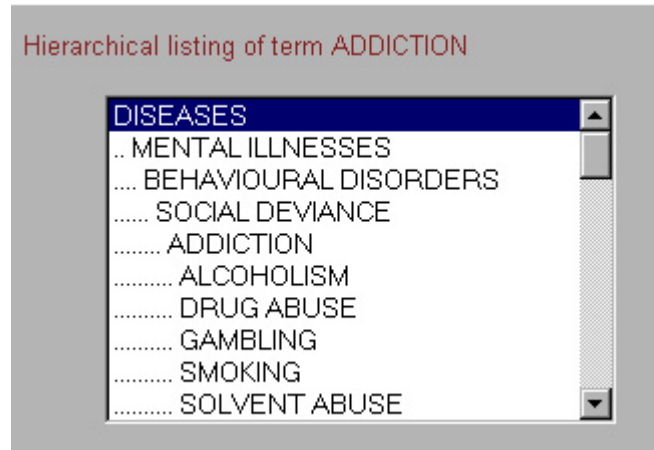 Hierarchical listing of term ADDICTION
DISEASES
.. MENTAL ILLNESSES
.... BEHAVIOURAL DISORDERS
...... SOCIAL DEVIANCE
........ ADDICTION
.......... ALCOHOLISM
.......... DRUG ABUSE
.......... GAMBLING
.......... SMOKING
.......... SOLVENT ABUSE